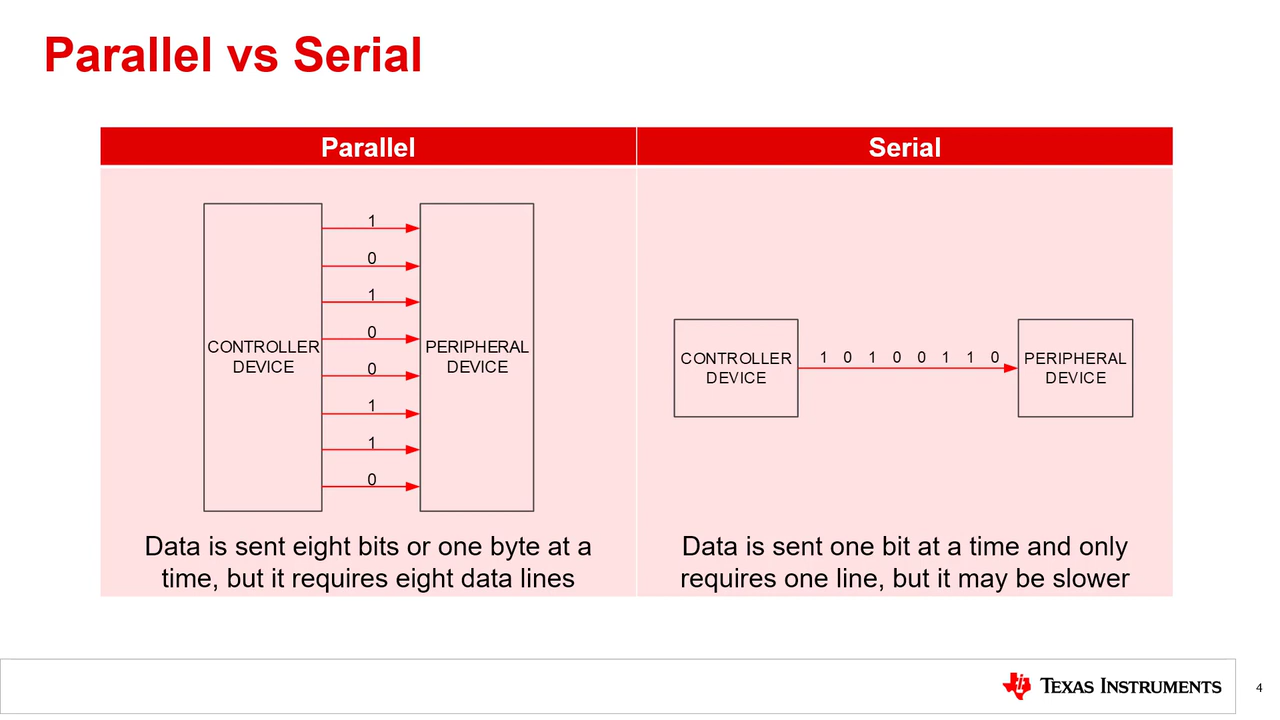 Parallel vs Serial
Parallel
Serial
CONTROLLER
DEVICE
1
0
1
0
0
1
1
0
PERIPHERAL
DEVICE
Data is sent eight bits or one byte at a
time, but it requires eight data lines
CONTROLLER
DEVICE
1 0 1 0 0 1 1 0
PERIPHERAL
DEVICE
Data is sent one bit at a time and only
requires one line, but it may be slower
TEXAS INSTRUMENTS
4